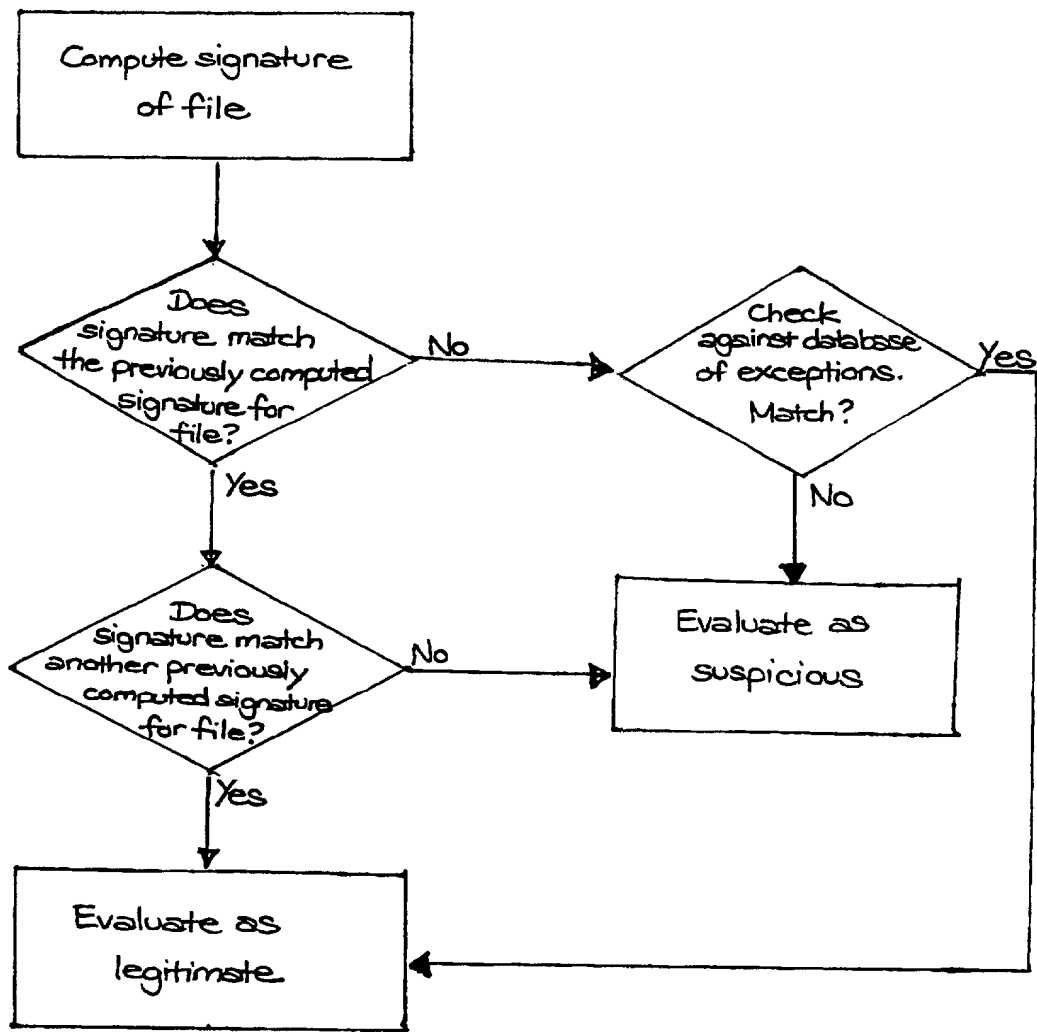 Compute signature
of file
Does
signature match
the previously computed
signature for
file?
No
Check
against database
of exceptions.
Match?
Yes
Yes
No
Does
signature match
another previously
computed signature
for file?
No
Evaluate as
suspicious
Yes
Evaluate as
legitimate